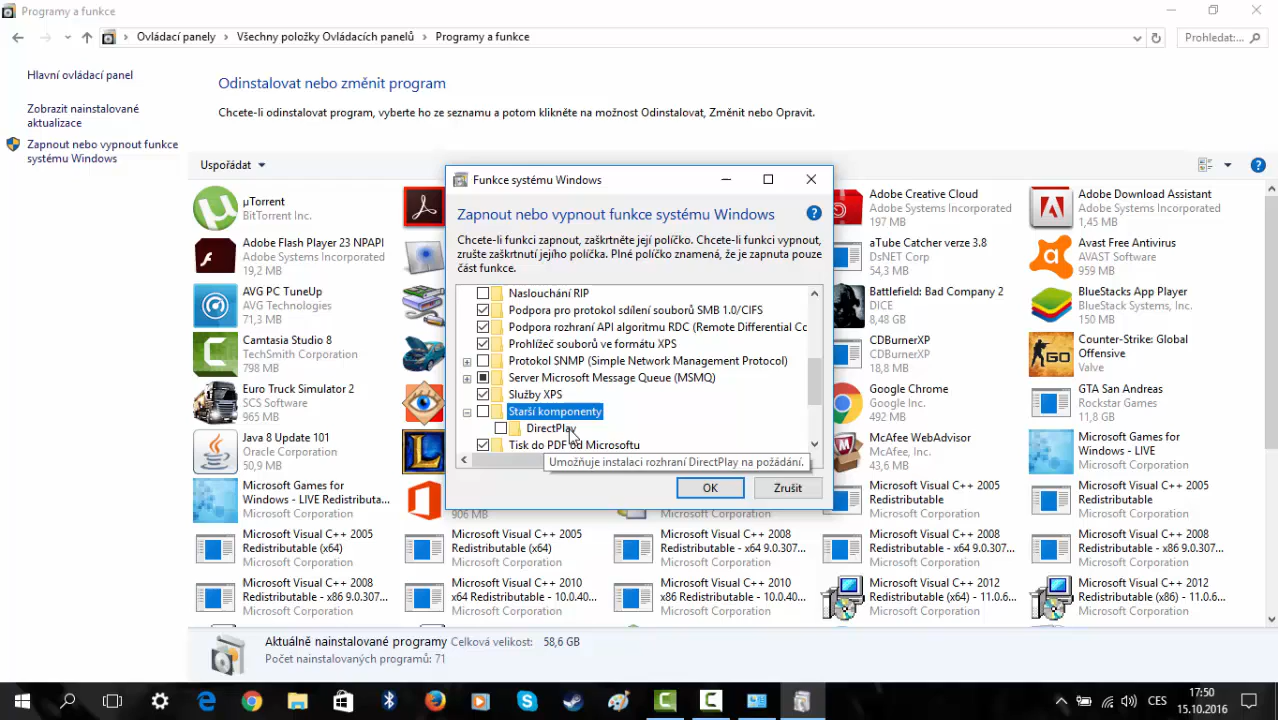 Programy a funkce
Ovládací panely
Všechny položky Ovládacích panelů
Programy a funkce
Prohledat:...
Hlavní ovládací panel
Zobrazit nainstalované
aktualizace
Zapnout nebo vypnout funkce
systému Windows
Odinstalovat nebo změnit program
Chcete-li odinstalovat program, vyberte ho ze seznamu a potom klikněte na možnost Odinstalovat, Změnit nebo Opravit.
Uspořádat
Funkce systému Windows
Zapnout nebo vypnout funkce systému Windows
Chcete-li funkci zapnout, zaškrtněte její políčko. Chcete-li funkci vypnout,
zrušte zaškrtnutí jejího políčka. Plné políčko znamená, že je zapnuta pouze
část funkce.
Naslouchání RIP
Podpora pro protokol sdílení souborů SMB 1.0/CIFS
Podpora rozhraní API algoritmu RDC (Remote Differential Co
Prohlížeč souborů ve formátu XPS
Protokol SNMP (Simple Network Management Protocol)
Server Microsoft Message Queue (MSMQ)
Služby XPS
Starší komponenty
DirectPlay
Tisk do PDF od Microsoftu
Umožňuje instalaci rozhraní DirectPlay na požádání.
OK
Zrušit
µTorrent
BitTorrent Inc.
Adobe Creative Cloud
Adobe Systems Incorporated
197 MB
Adobe Download Assistant
Adobe Systems Incorporated
1,45 MB
Adobe Flash Player 23 NPAPI
Adobe Systems Incorporated
19,2 MB
aTube Catcher verze 3.8
DsNET Corp
54,3 MB
Avast Free Antivirus
AVAST Software
959 MB
AVG PC TuneUp
AVG Technologies
71,3 MB
Battlefield: Bad Company 2
DICE
8,48 GB
BlueStacks App Player
BlueStack Systems, Inc.
150 MB
Camtasia Studio 8
TechSmith Corporation
798 MB
CDBurnerXP
CDBurnerXP
18,8 MB
Counter-Strike: Global
Offensive
Valve
Euro Truck Simulator 2
SCS Software
965 MB
Google Chrome
Google Inc.
492 MB
GTA San Andreas
Rockstar Games
11,8 GB
Java 8 Update 101
Oracle Corporation
50,9 MB
McAfee WebAdvisor
McAfee, Inc.
43,6 MB
Microsoft Games for
Windows - LIVE
Microsoft Corporation
Microsoft Games for
Windows - LIVE Redistributa...
Microsoft Corporation
906 MB
Microsoft Visual C++ 2005
Redistributable
Microsoft Corporation
Microsoft Visual C++ 2005
Redistributable
Microsoft Corporation
Microsoft Visual C++ 2005
Redistributable (x64)
Microsoft Corporation
Microsoft Visual C++ 2005
Redistributable (x64)
Microsoft Corporation
Microsoft Visual C++ 2008
Redistributable - x64 9.0.307...
Microsoft Corporation
Microsoft Visual C++ 2008
Redistributable - x64 9.0.307...
Microsoft Corporation
Microsoft Visual C++ 2008
Redistributable - x86 9.0.307...
Microsoft Corporation
Microsoft Visual C++ 2008
Redistributable - x86 9.0.307...
Microsoft Corporation
Microsoft Visual C++ 2010
x64 Redistributable - 10.0.40...
Microsoft Corporation
Microsoft Visual C++ 2010
x86 Redistributable - 10.0.40...
Microsoft Corporation
Microsoft Visual C++ 2012
Redistributable (x64) - 11.0.6...
Microsoft Corporation
Microsoft Visual C++ 2012
Redistributable (x86) - 11.0.6...
Microsoft Corporation
Aktuálně nainstalované programy Celková velikost: 58,6 GB
Počet nainstalovaných programů: 71
CES
17:50
15.10.2016